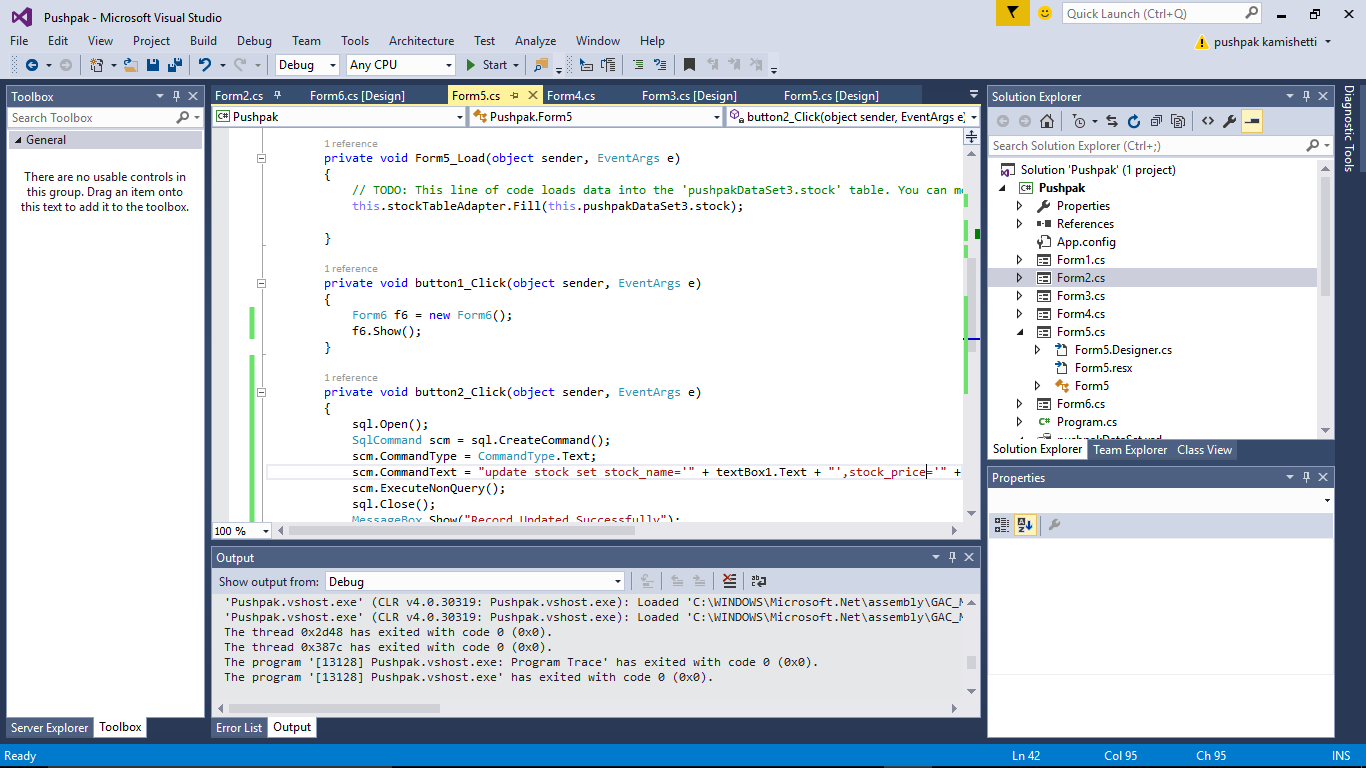 Pushpak - Microsoft Visual Studio
Quick Launch (Ctrl+Q)
File Edit View Project Build Debug Team Tools Architecture Test Analyze Window Help
pushpak kamishetti
Debug Any CPU Start
Toolbox
Search Toolbox
General
There are no usable controls in
this group. Drag an item onto
this text to add it to the toolbox.
Server Explorer Toolbox
Form2.cs Form6.cs [Design] Form5.cs Form4.cs Form3.cs [Design] Form5.cs [Design]
Pushpak Pushpak.Form5 button2_Click(object sender, EventArgs e)
1 reference
private void Form5_Load(object sender, EventArgs e)
{
// TODO: This line of code loads data into the 'pushpakDataSet3.stock' table. You can
this.stockTableAdapter.Fill(this.pushpakDataSet3.stock);
}
1 reference
private void button1_Click(object sender, EventArgs e)
{
Form6 f6 = new Form6();
f6.Show();
}
1 reference
private void button2_Click(object sender, EventArgs e)
{
sql.Open();
SqlCommand scm = sql.CreateCommand();
scm.CommandType = CommandType.Text;
scm.CommandText = "update stock set stock_name='" + textBox1.Text + "',stock_price='" +
scm.ExecuteNonQuery();
sql.Close();
MessageBox.Show("Record Updated Successfully");
100 %
Output
Show output from: Debug
'Pushpak.vshost.exe' (CLR v4.0.30319: Pushpak.vshost.exe): Loaded 'C:\WINDOWS\Microsoft.Net\assembly\GAC_M
'Pushpak.vshost.exe' (CLR v4.0.30319: Pushpak.vshost.exe): Loaded 'C:\WINDOWS\Microsoft.Net\assembly\GAC_M
The thread 0x2d48 has exited with code 0 (0x0).
The thread 0x387c has exited with code 0 (0x0).
The program '[13128] Pushpak.vshost.exe: Program Trace' has exited with code 0 (0x0).
The program '[13128] Pushpak.vshost.exe' has exited with code 0 (0x0).
Error List Output
Solution Explorer
Search Solution Explorer (Ctrl+;)
Solution 'Pushpak' (1 project)
C# Pushpak
Properties
References
App.config
Form1.cs
Form2.cs
Form3.cs
Form4.cs
Form5.cs
Form5.Designer.cs
Form5.resx
Form5
Form6.cs
C# Program.cs
pushpakDataSet.xsd
Solution Explorer Team Explorer Class View
Properties
Diagnostic Tools
Ready Ln 42 Col 95 Ch 95 INS